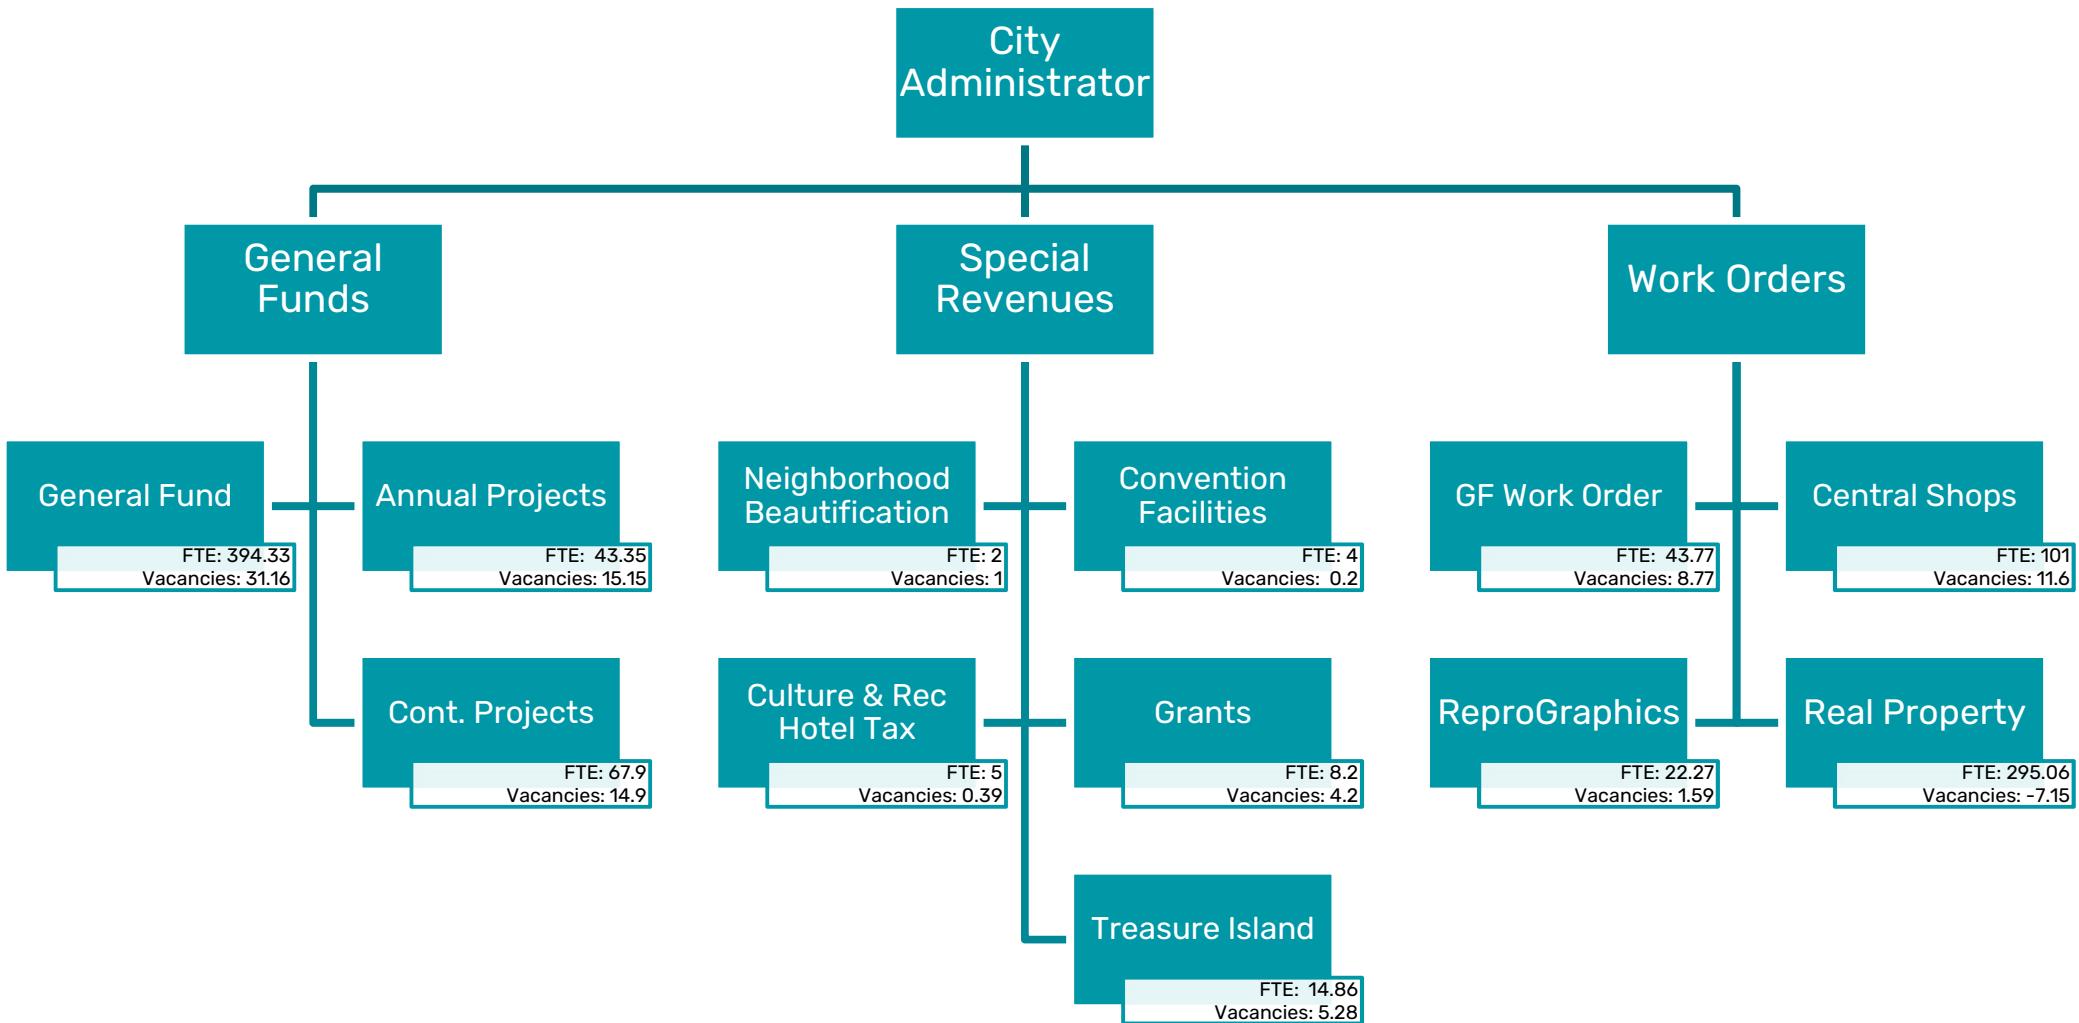 City
Administrator
General
Funds
Special
Revenues
Work Orders
General Fund
FTE: 394.33
Vacancies: 31.16
Annual Projects
FTE: 43.35
Vacancies: 15.15
Neighborhood
Beautification
FTE: 2
Vacancies: 1
Convention
Facilities
FTE: 4
Vacancies: 0.2
GF Work Order
FTE: 43.77
Vacancies: 8.77
Central Shops
FTE: 101
Vacancies: 11.6
Cont. Projects
FTE: 67.9
Vacancies: 14.9
Culture & Rec
Hotel Tax
FTE: 5
Vacancies: 0.39
Grants
FTE: 8.2
Vacancies: 4.2
ReproGraphics
FTE: 22.27
Vacancies: 1.59
Real Property
FTE: 295.06
Vacancies: -7.15
Treasure Island
FTE: 14.86
Vacancies: 5.28